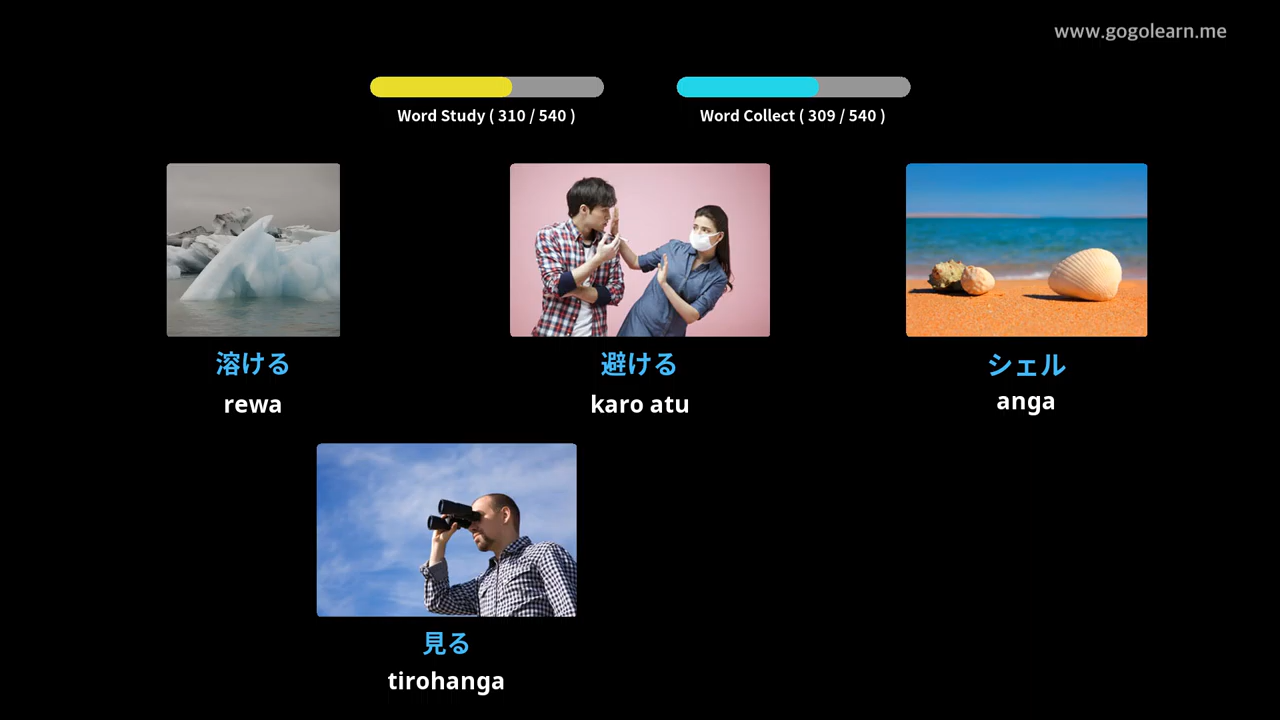 www.gogolearn.me
Word Study ( 310 / 540 )
Word Collect ( 309 / 540 )
溶ける
rewa
避ける
karo atu
シェル
anga
見る
tirohanga